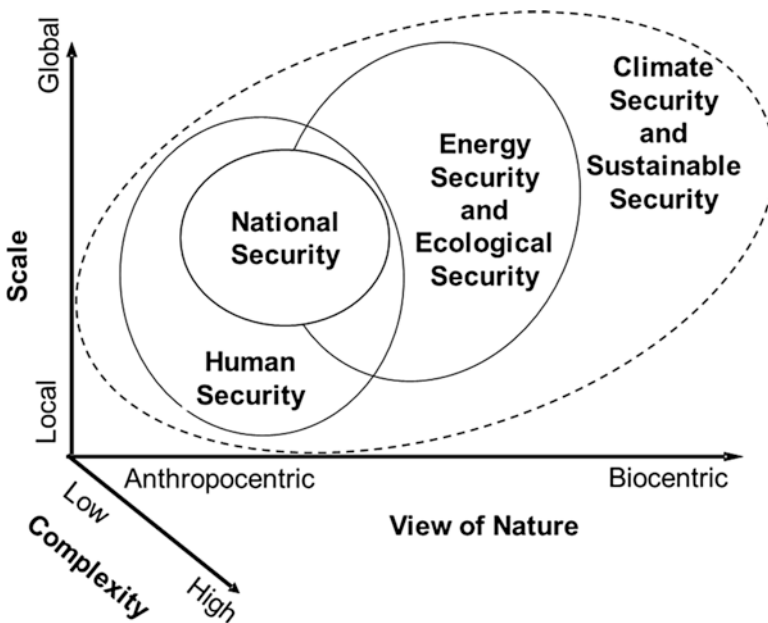 Global
Climate
Security
and
Sustainable
Security
Energy
Security
and
Ecological
Security
National
Security
Scale
Human
Security
Local
Anthropocentric
Biocentric
Low
View of Nature
Complexity
High